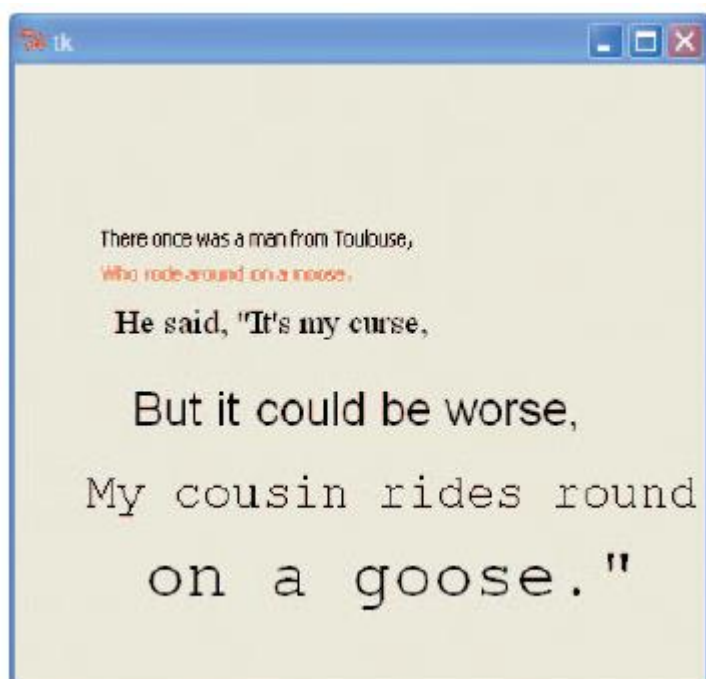 tk
There once was a man from Toulouse,
Who rode around on a moose.
He said, "It's my curse,
But it could be worse,
My cousin rides round
on a goose."